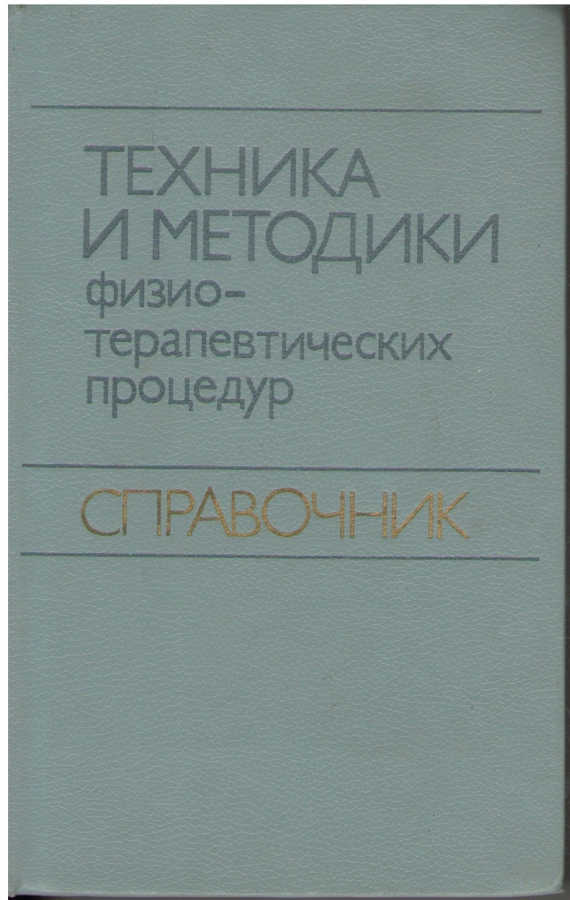 ТЕХНИКА
И МЕТОДИКИ
физио-
терапевтических
процедур
СПРАВОЧНИК